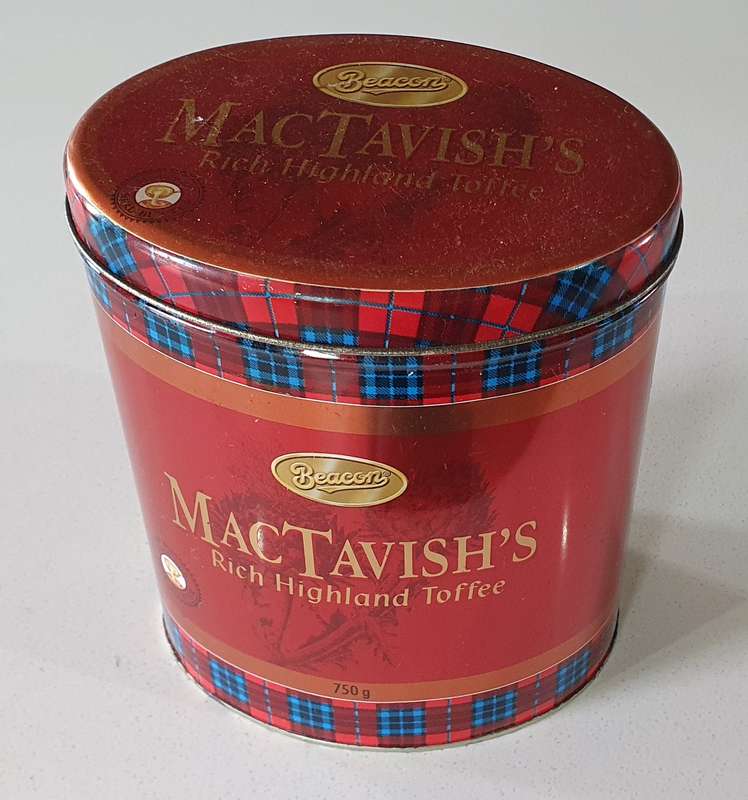 Beacon®
MACTAVISH'S
Rich Highland Toffee
Beacon®
MACTAVISH'S
Rich Highland Toffee
750 g